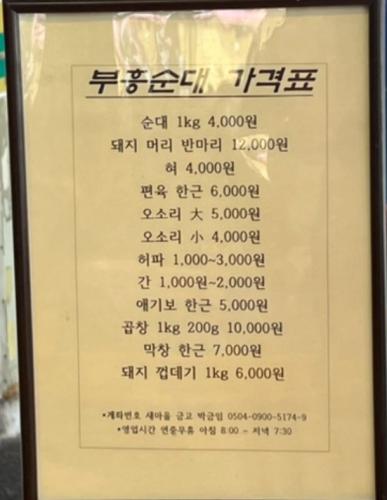 부흥순대 가격표
순대 1kg 4,000원
돼지 머리 반마리 12,000원
혀 4,000원
편육 한근 6,000원
오소리 大 5,000원
오소리 小 4,000원
허파 1,000~3,000원
간 1,000원~2,000원
애기보 한근 5,000원
곱창 1kg 200g 10,000원
막창 한근 7,000원
돼지 껍데기 1kg 6,000원
*계좌번호 새마을 금고 박금임 0504-0900-5174-9
*영업시간 연중무휴 아침 8:00 ~ 저녁 7:30